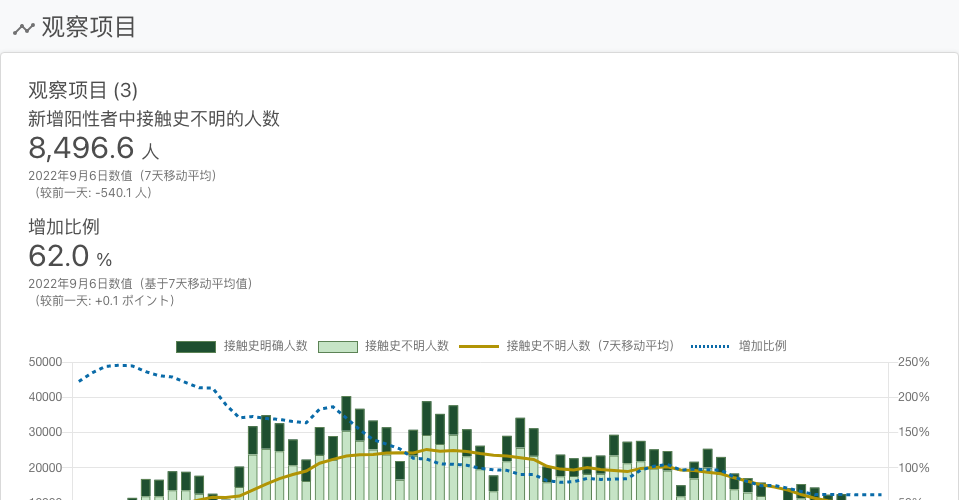 观察项目
观察项目 (3)
新增阳性者中接触史不明的人数
8,496.6 人
2022年9月6日数值（7天移动平均）
（较前一天: -540.1 人）
增加比例
62.0 %
2022年9月6日数值（基于7天移动平均值）
（较前一天: +0.1 ポイント）
接触史明确人数 接触史不明人数 接触史不明人数（7天移动平均） 增加比例
50000 250%
40000 200%
30000 150%
20000 100%